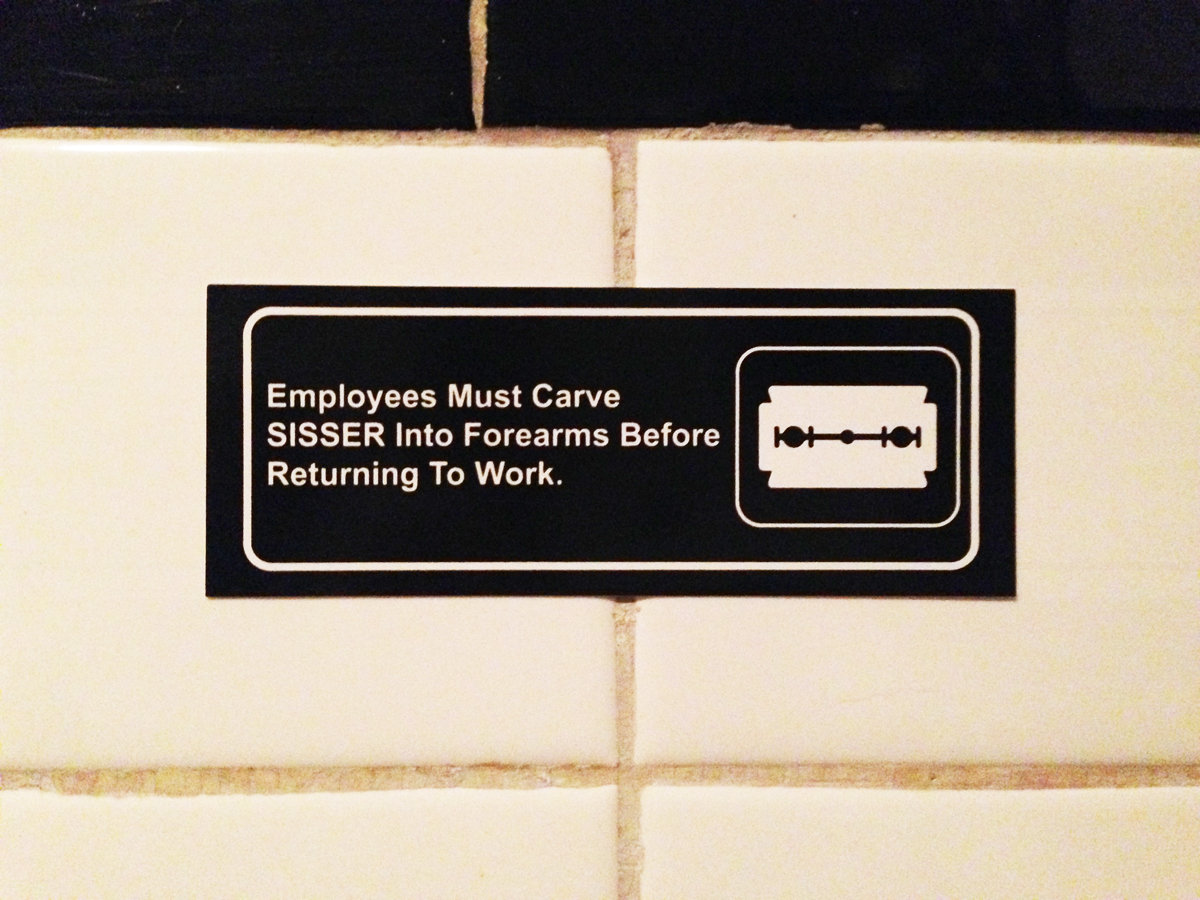 Employees Must Carve
SISSER Into Forearms Before
Returning To Work.